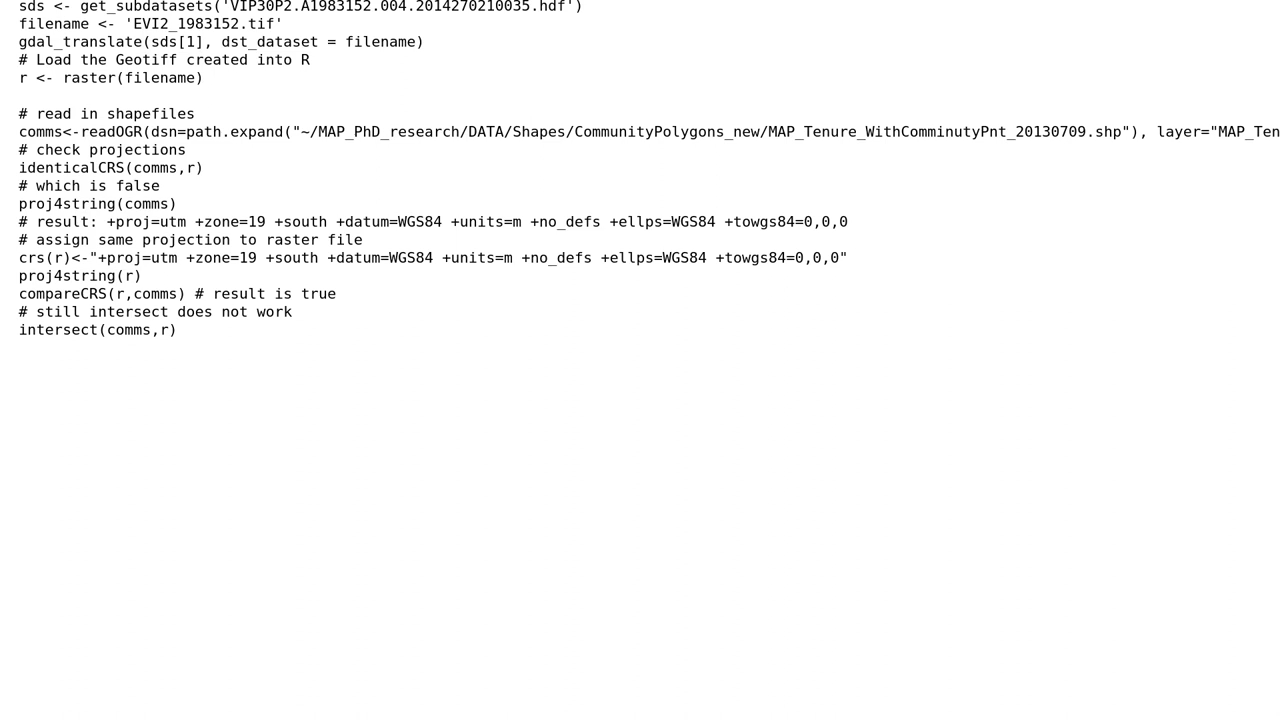 sds <- get_subdatasets('VIP30P2.A1983152.004.2014270210035.hdf')
filename <- 'EVI2_1983152.tif'
gdal_translate(sds[1], dst_dataset = filename)
# Load the Geotiff created into R
r <- raster(filename)
# read in shapefiles
comms<-readOGR(dsn=path.expand("~/MAP_PhD_research/DATA/Shapes/CommunityPolygons_new/MAP_Tenure_WithComminutyPnt_20130709.shp"), layer="MAP_Ten
# check projections
identicalCRS(comms,r)
# which is false
proj4string(comms)
# result: +proj=utm +zone=19 +south +datum=WGS84 +units=m +no_defs +ellps=WGS84 +towgs84=0,0,0
# assign same projection to raster file
crs(r)<-"+proj=utm +zone=19 +south +datum=WGS84 +units=m +no_defs +ellps=WGS84 +towgs84=0,0,0"
proj4string(r)
compareCRS(r,comms) # result is true
# still intersect does not work
intersect(comms,r)